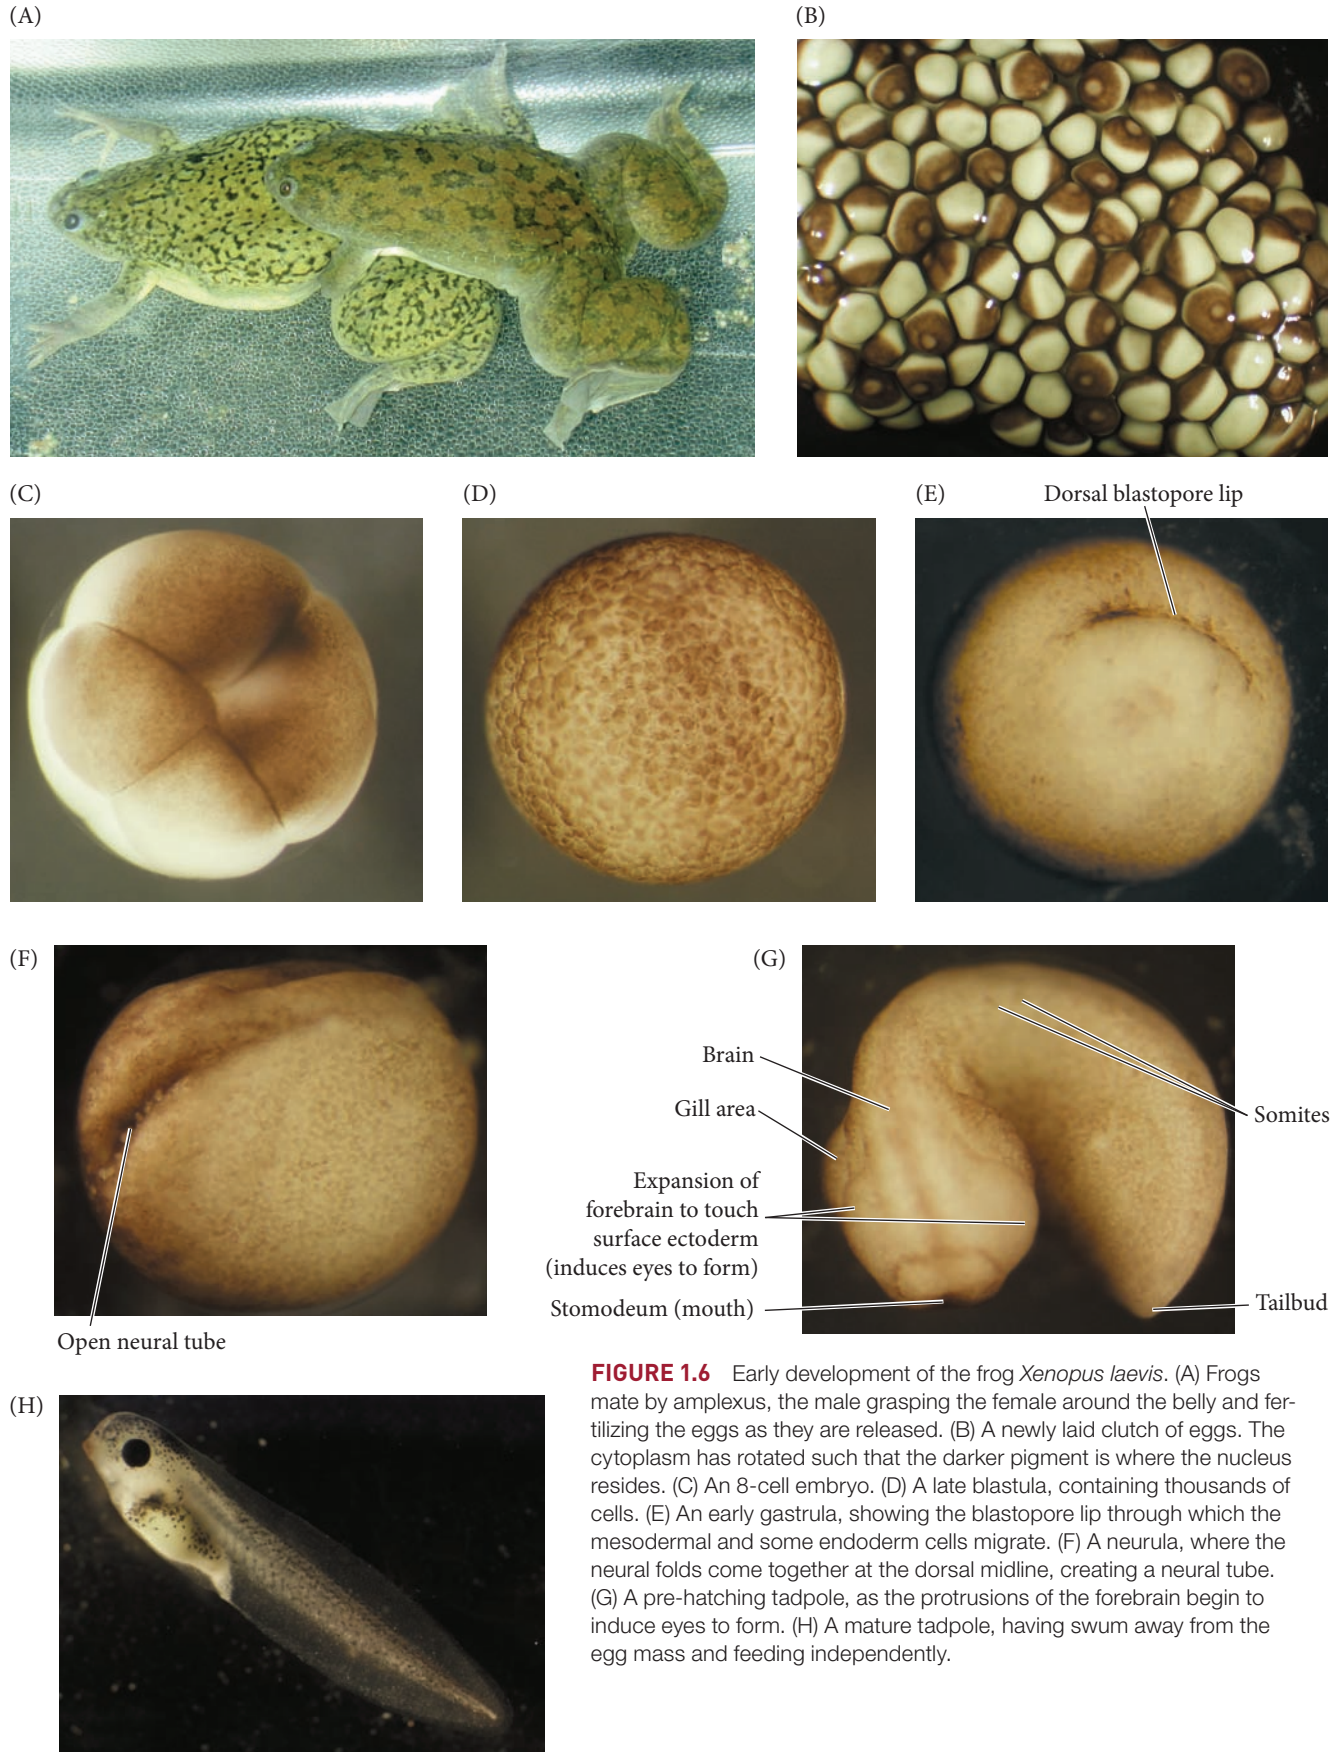 (A)
(B)
(C)
(D)
(E)
Dorsal blastopore lip
(F)
Open neural tube
(G)
Brain
Gill area
Expansion of
forebrain to touch
surface ectoderm
(induces eyes to form)
Stomodeum (mouth)
Somites
Tailbud
(H)
FIGURE 1.6 Early development of the frog Xenopus laevis. (A) Frogs
mate by amplexus, the male grasping the female around the belly and fer-
tilizing the eggs as they are released. (B) A newly laid clutch of eggs. The
cytoplasm has rotated such that the darker pigment is where the nucleus
resides. (C) An 8-cell embryo. (D) A late blastula, containing thousands of
cells. (E) An early gastrula, showing the blastopore lip through which the
mesodermal and some endoderm cells migrate. (F) A neurula, where the
neural folds come together at the dorsal midline, creating a neural tube.
(G) A pre-hatching tadpole, as the protrusions of the forebrain begin to
induce eyes to form. (H) A mature tadpole, having swum away from the
egg mass and feeding independently.